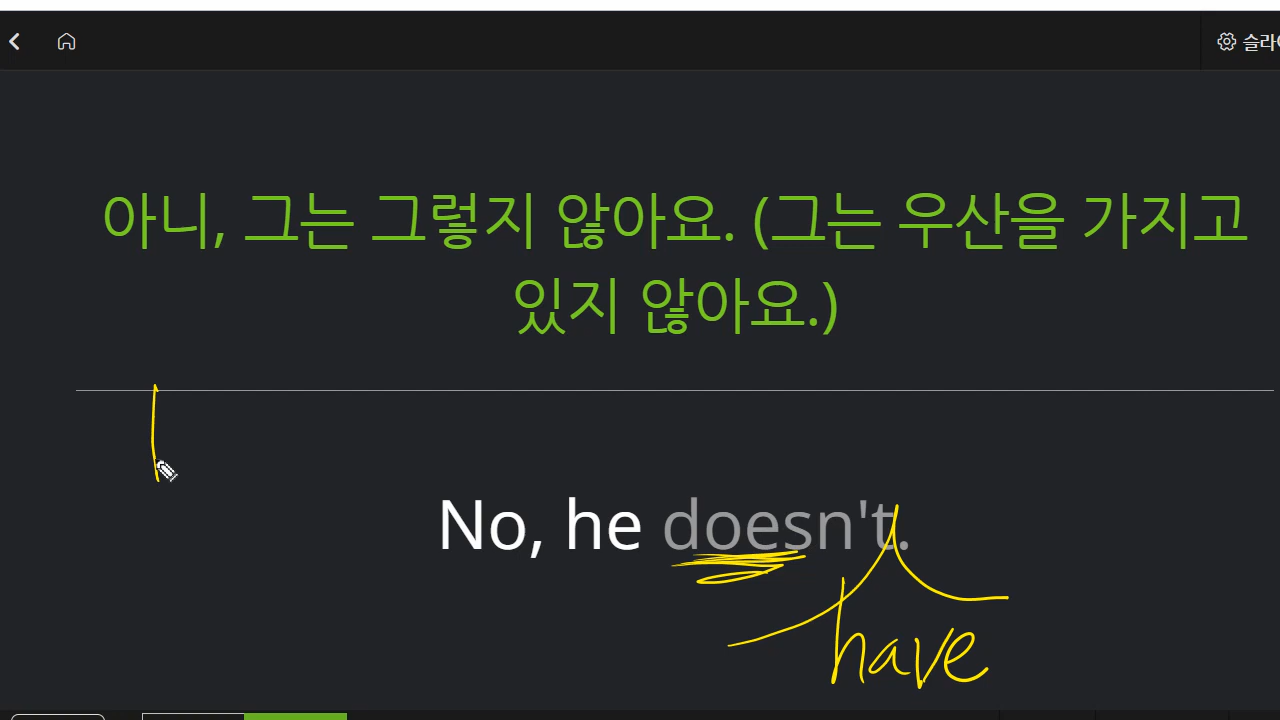 슬라
아니, 그는 그렇지 않아요. (그는 우산을 가지고
있지 않아요.)
No, he doesn't.
have